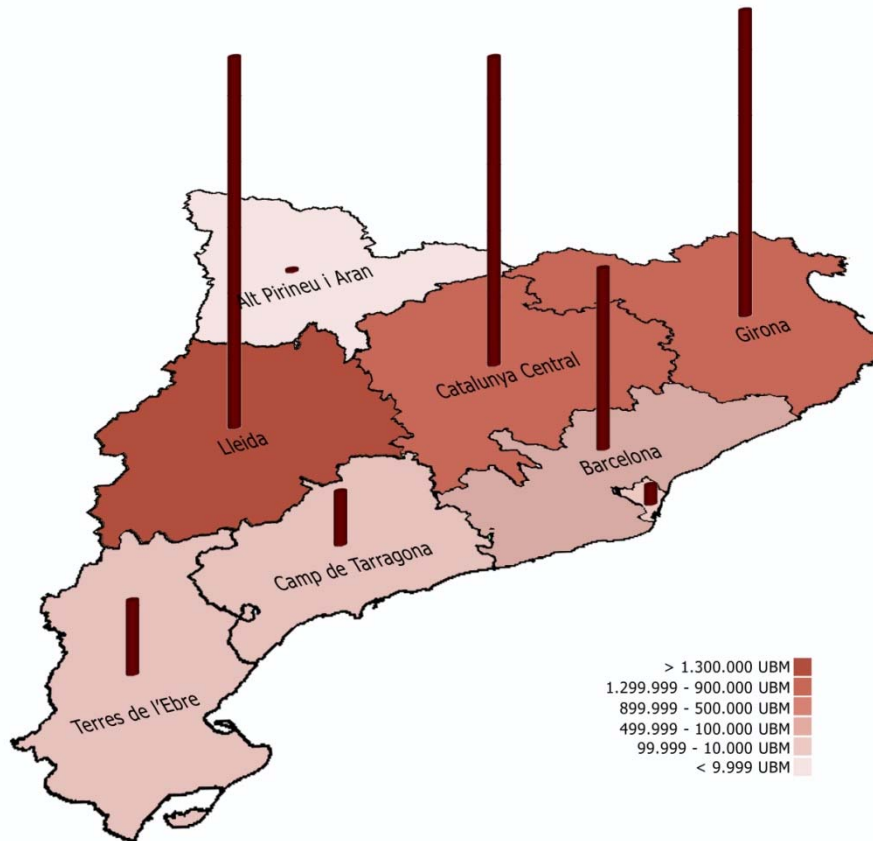 Alt Pirineu i Aran
Girona
Catalunya Central
Lleida
Barcelona
Camp de Tarragona
Terres de l'Ebre
> 1.300.000 UBM
1.299.999 - 900.000 UBM
899.999 - 500.000 UBM
499.999 - 100.000 UBM
99.999 - 10.000 UBM
< 9.999 UBM